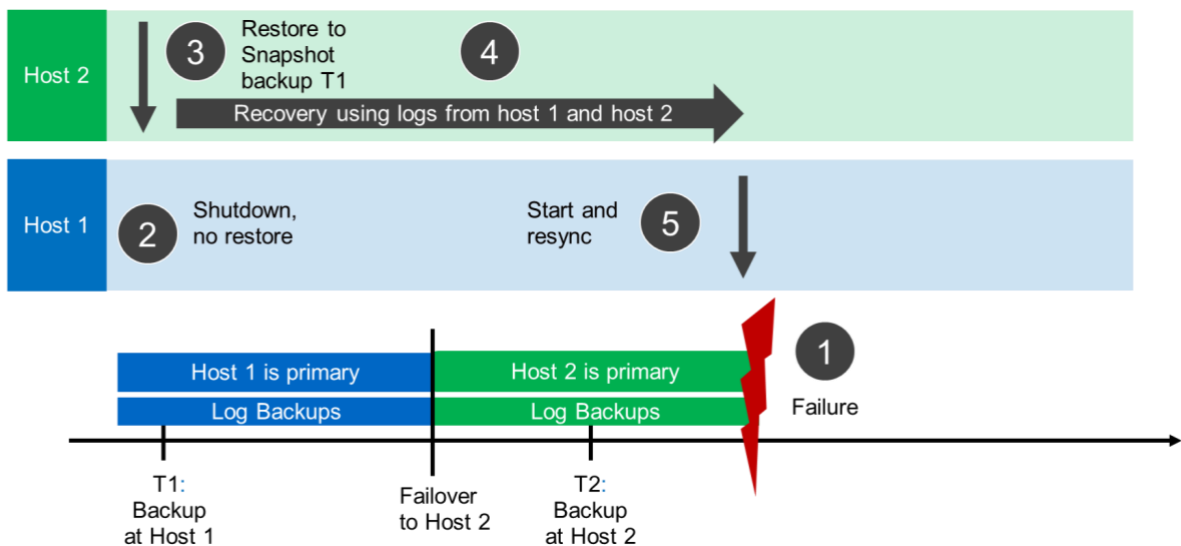 Host 2
3
Restore to
Snapshot
backup T1
4
Recovery using logs from host 1 and host 2
Host 1
2
Shutdown,
no restore
Start and
resync
5
1
Failure
Host 1 is primary
Host 2 is primary
Log Backups
Log Backups
T1:
Backup
at Host 1
Failover
to Host 2
T2:
Backup
at Host 2